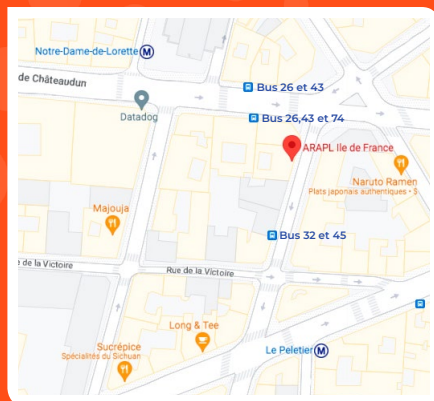 Notre-Dame-de-Lorette M
de Châteaudun
Bus 26 et 43
Datadog
Bus 26,43 et 74
ARAPL Ile de France
Naruto Ramen
Plats japonais authentiques • S
Majouja
Bus 32 et 45
e de la Victoire
Rue de la Victoire
Long & Tee
Sucrépice
Spécialités du Sichuan
Le Peletier M